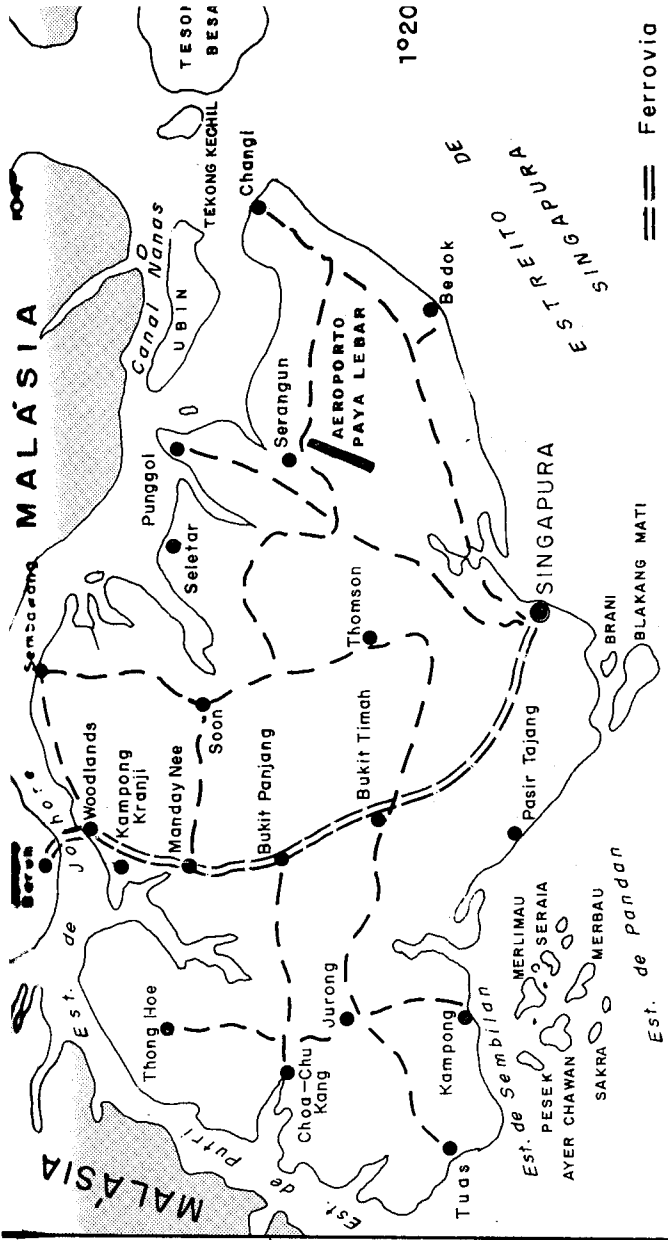 MALÁSIA
MALÁSIA
Est. de
Johore
Woodlands
Kampong
Kranji
Manday Nee
Soon
Bukit Panjang
Bukit Timah
Thomson
Seletar
Punggol
Serangun
Canal Nanas
UBIN
TEKONG KECHIL
Changi
AEROPORTO
PAYA LEBAR
Bedok
1º20
ESTREITO DE
SINGAPURA
SINGAPURA
BRANI
BLAKANG MATI
Pasir Tajang
Thong Hoe
Choa-Chu
Kang
Jurong
Kampong
Tuas
Est. de Putri
Est. de Sembilan
MERLIMAU
SERAIA
PESEK
AYER CHAWAN
MERBAU
SAKRA
Est. de Pandan
Ferrovia